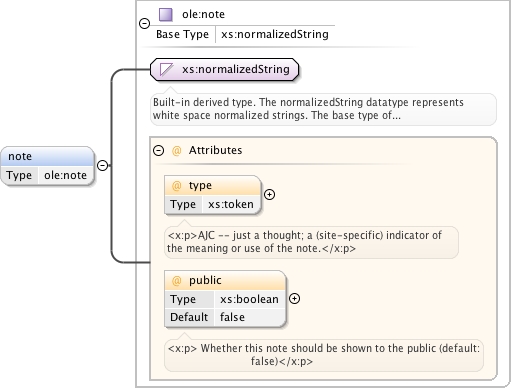 ole:note
Base Type xs:normalizedString
xs:normalizedString
Built-in derived type. The normalizedString datatype represents
white space normalized strings. The base type of...
note
Type ole:note
@ Attributes
@ type
Type xs:token
<x:p>AJC -- just a thought; a (site-specific) indicator of
the meaning or use of the note.</x:p>
@ public
Type xs:boolean
Default false
<x:p> Whether this note should be shown to the public (default:
false)</x:p>